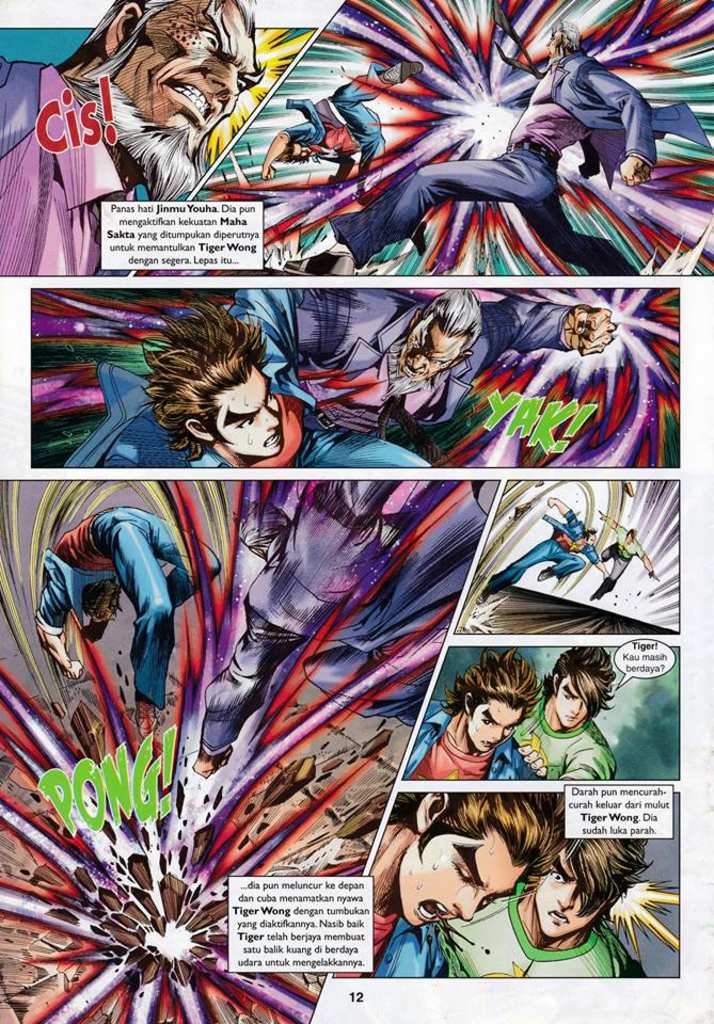 Cis!
Panas hati Jinmu Youha. Dia pun
mengaktifkan kekuatan Maha
Sakta yang ditumpukan diperutnya
untuk memantulkan Tiger Wong
dengan segera. Lepas itu...
YAK!
Tiger!
Kau masih
berdaya?
PONG!
Darah pun mencurah-
curah keluar dari mulut
Tiger Wong. Dia
sudah luka parah.
...dia pun meluncur ke depan
dan cuba menamatkan nyawa
Tiger Wong dengan tumbukan
yang diaktifkannya. Nasib baik
Tiger telah berjaya membuat
satu balik kuang di berdaya
udara untuk mengelakkannya.
12